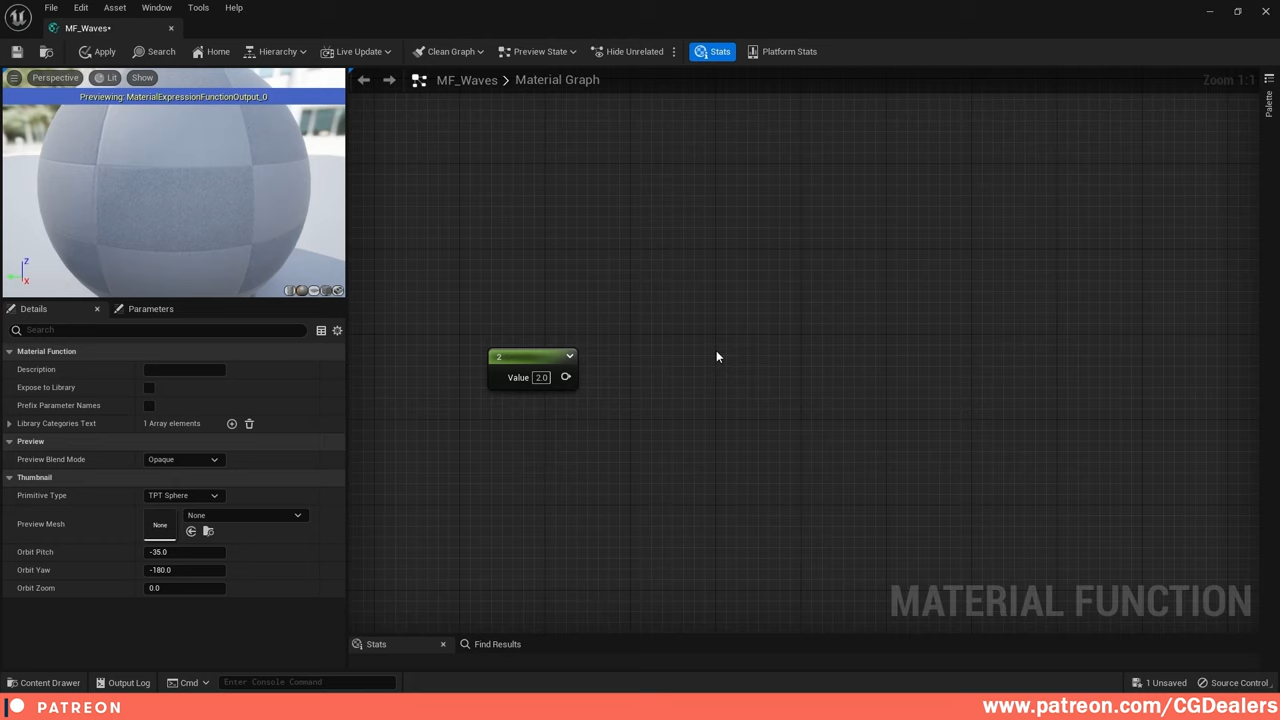 File Edit Asset Window Tools Help
MF_Waves•
Apply Search Home Hierarchy Live Update Clean Graph Preview State Hide Unrelated Stats Platform Stats
Perspective Lit Show
MF_Waves > Material Graph
Zoom 1:1
Palette
Previewing: MaterialExpressionFunctionOutput_0
Z
X
Details Parameters
Search
Material Function
Description
Expose to Library
Prefix Parameter Names
Library Categories Text 1 Array elements
Preview
Preview Blend Mode Opaque
Thumbnail
Primitive Type TPT Sphere
Preview Mesh None None
Orbit Pitch -35.0
Orbit Yaw -180.0
Orbit Zoom 0.0
2
Value 2.0
MATERIAL FUNCTION
Stats Find Results
Content Drawer Output Log Cmd Enter Console Command 1 Unsaved Source Control
PATREON www.patreon.com/CGDealers